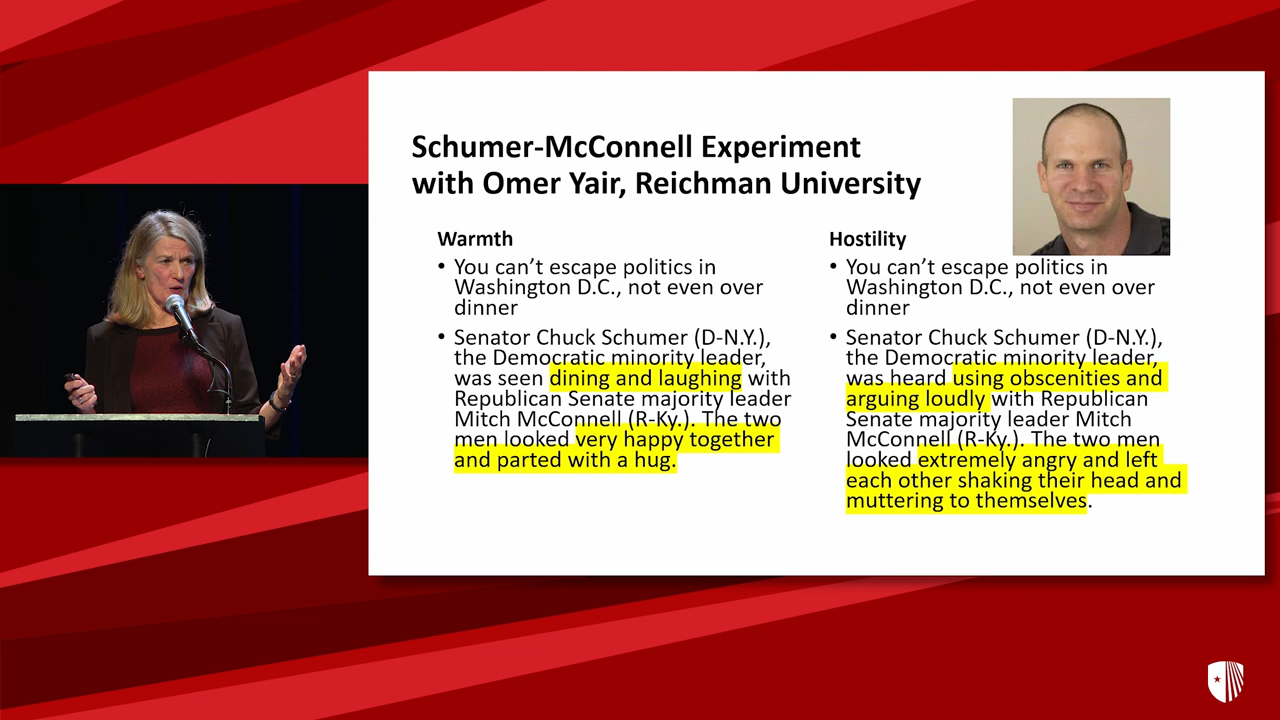 Schumer-McConnell Experiment
with Omer Yair, Reichman University
Warmth
• You can’t escape politics in
Washington D.C., not even over
dinner
• Senator Chuck Schumer (D-N.Y.),
the Democratic minority leader,
was seen dining and laughing with
Republican Senate majority leader
Mitch McConnell (R-Ky.). The two
men looked very happy together
and parted with a hug.
Hostility
• You can’t escape politics in
Washington D.C., not even over
dinner
• Senator Chuck Schumer (D-N.Y.),
the Democratic minority leader,
was heard using obscenities and
arguing loudly with Republican
Senate majority leader Mitch
McConnell (R-Ky.). The two men
looked extremely angry and left
each other shaking their head and
muttering to themselves.